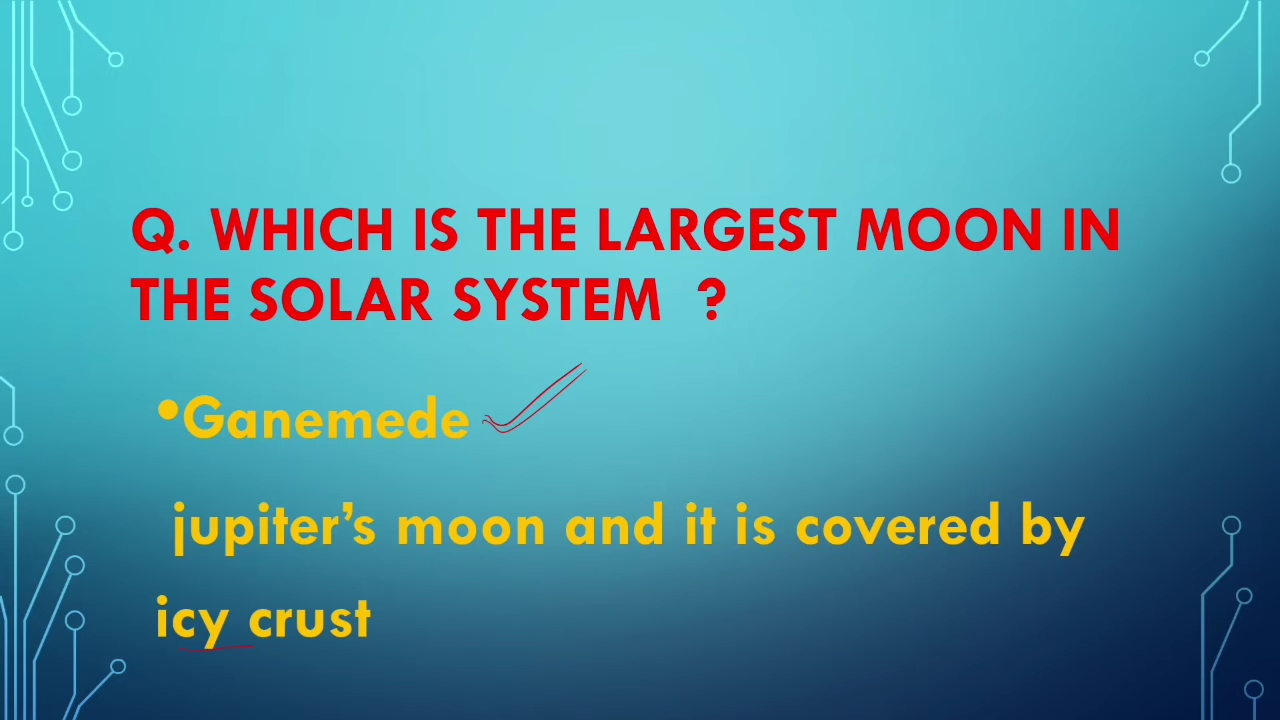 Q. WHICH IS THE LARGEST MOON IN
THE SOLAR SYSTEM ?
•Ganemede
jupiter’s moon and it is covered by
icy crust